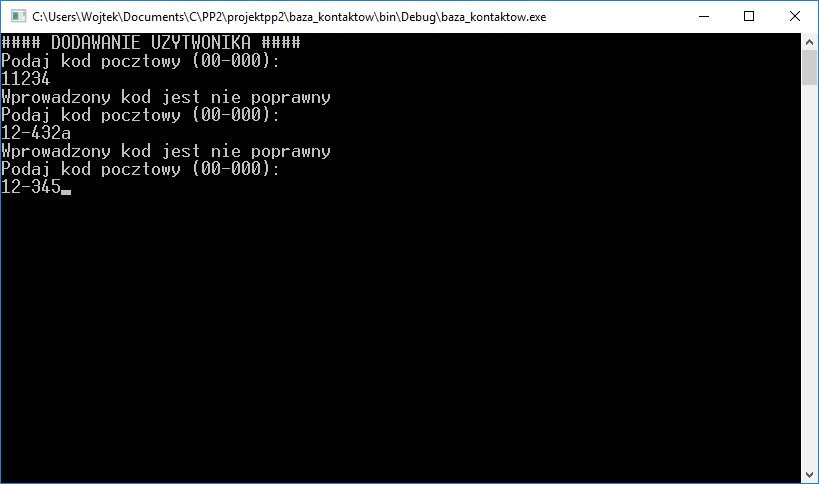 C:\Users\Wojtek\Documents\C\PP2\projektpp2\baza_kontaktow\bin\Debug\baza_kontaktow.exe
#### DODAWANIE UZYTWONIKA ####
Podaj kod pocztowy (00-000):
11234
Wprowadzony kod jest nie poprawny
Podaj kod pocztowy (00-000):
12-432a
Wprowadzony kod jest nie poprawny
Podaj kod pocztowy (00-000):
12-345